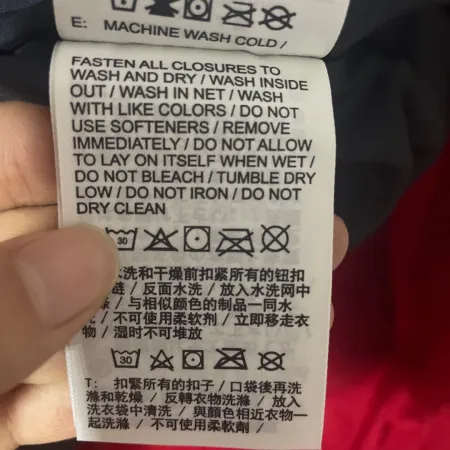 E: MACHINE WASH COLD /
FASTEN ALL CLOSURES TO
WASH AND DRY / WASH INSIDE
OUT / WASH IN NET / WASH
WITH LIKE COLORS / DO NOT
USE SOFTENERS / REMOVE
IMMEDIATELY / DO NOT ALLOW
TO LAY ON ITSELF WHEN WET /
DO NOT BLEACH / TUMBLE DRY
LOW / DO NOT IRON / DO NOT
DRY CLEAN
30
水洗和干燥前扣紧所有的钮扣
链 / 反面水洗 / 放入水洗网中
/ 与相似颜色的制品一同水
/ 不可使用柔软剂 / 立即移走衣
物 / 湿时不可堆放
30
T: 扣紧所有的扣子 / 口袋後再洗
滌和乾燥 / 反轉衣物洗滌 / 放入
洗衣袋中清洗 / 與顏色相近衣物一
起洗滌 / 不可使用柔軟劑 /